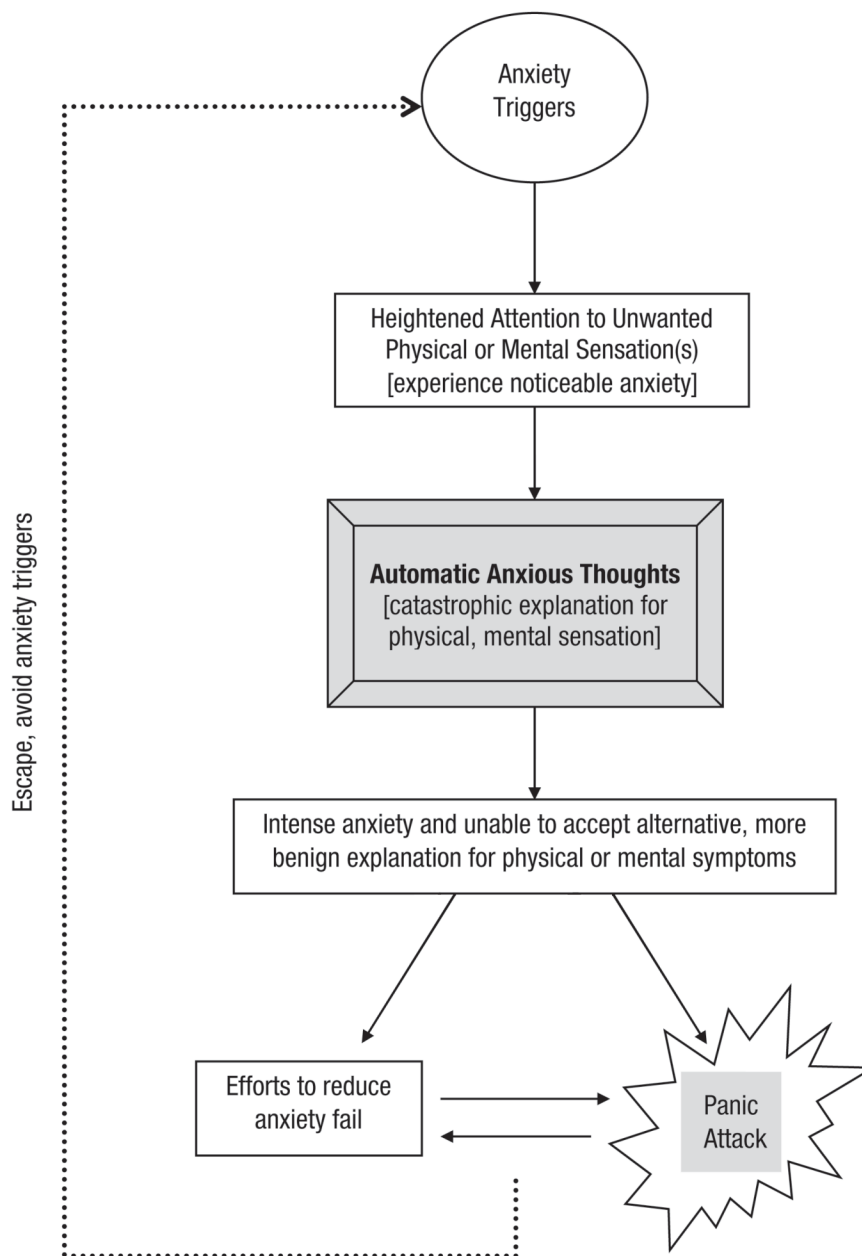 Anxiety
Triggers
Heightened Attention to Unwanted
Physical or Mental Sensation(s)
[experience noticeable anxiety]
Automatic Anxious Thoughts
[catastrophic explanation for
physical, mental sensation]
Escape, avoid anxiety triggers
Intense anxiety and unable to accept alternative, more
benign explanation for physical or mental symptoms
Efforts to reduce
anxiety fail
Panic
Attack